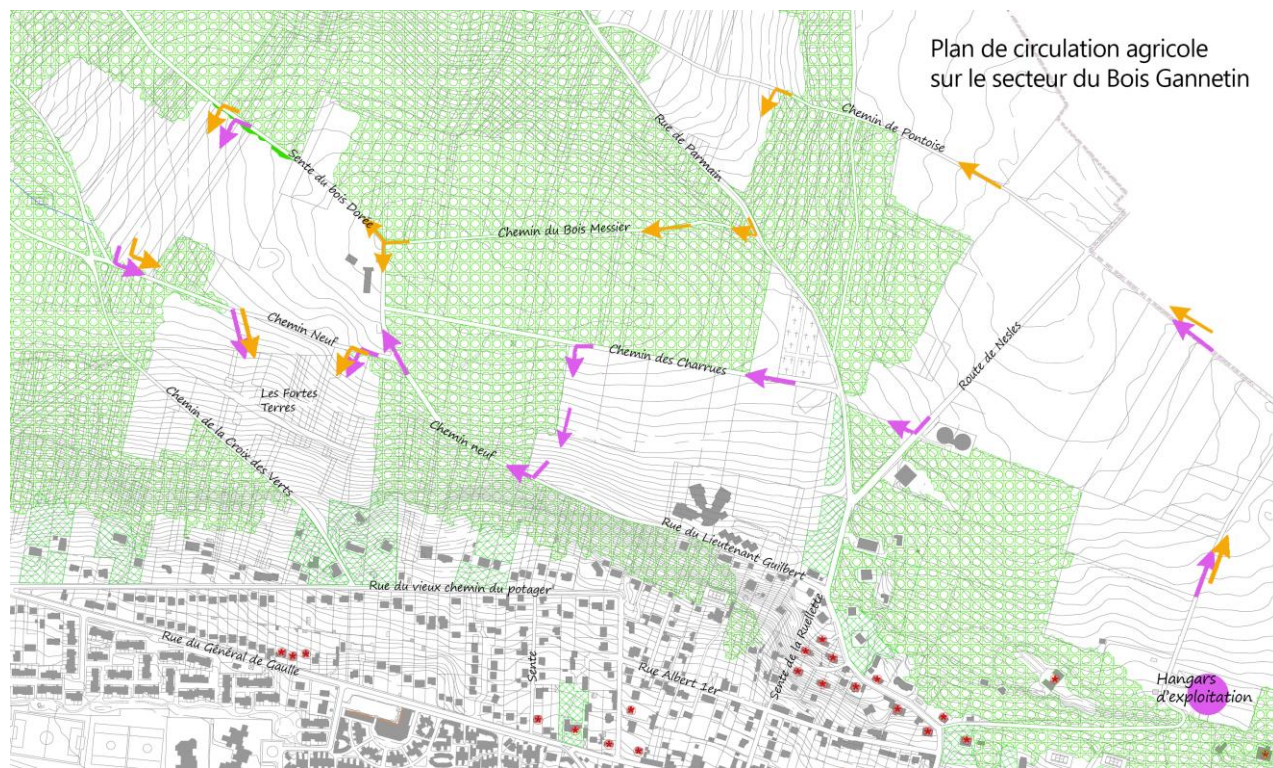 Plan de circulation agricole
sur le secteur du Bois Gannetin
Chemin de Pontoise
Rue de Parmain
Sente du bois Dorée
Chemin du Bois Messier
Chemin Neuf
Chemin des Charrues
Route de Nesles
Les Fortes
Terres
Chemin de la Croix des Verts
Chemin neuf
Rue du Lieutenant Guilbert
Rue du vieux chemin du potager
Rue du Général de Gaulle
Sente
Rue Albert 1er
Sente de la Ruelette
Hangars
d'exploitation